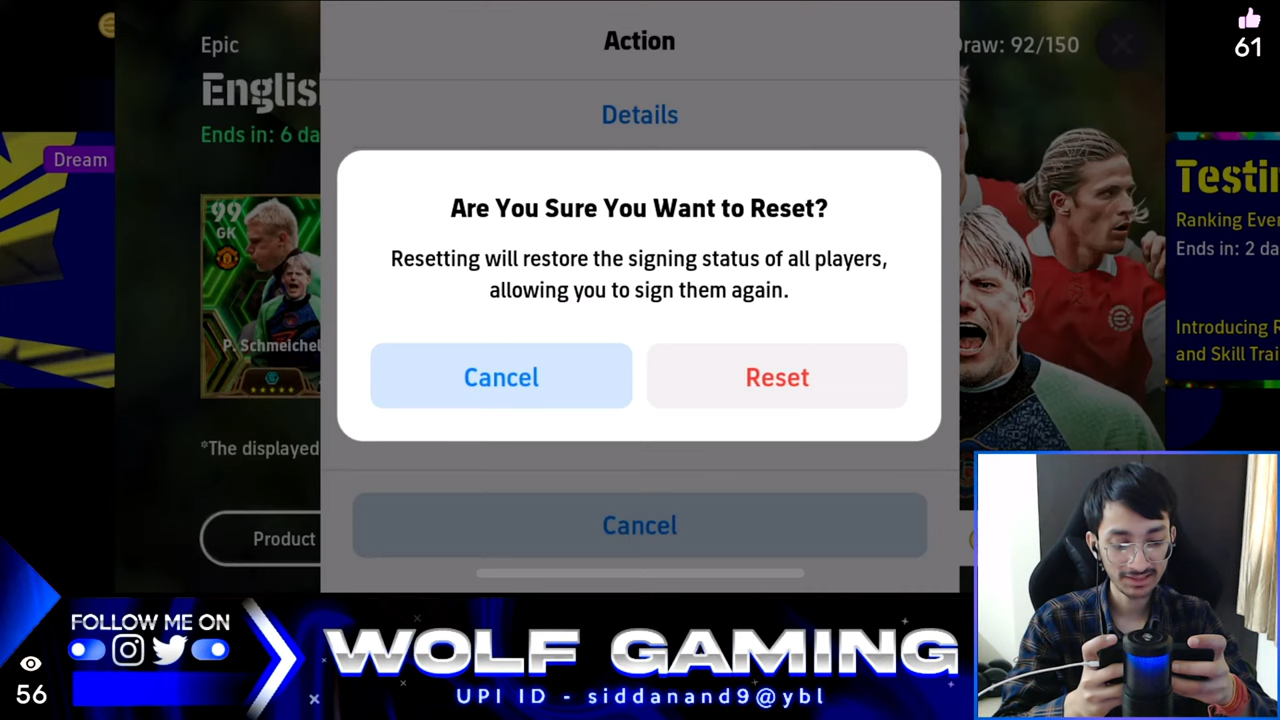 Epic
Englis
Ends in: 6 da
Dream
99
GK
P. Schmeichel
*The displayed
Product
Action
Details
Are You Sure You Want to Reset?
Resetting will restore the signing status of all players,
allowing you to sign them again.
Cancel
Reset
Cancel
Draw: 92/150
61
Testin
Ranking Even
Ends in: 2 da
Introducing R
and Skill Trai
FOLLOW ME ON
56
WOLF GAMING
UPI ID - siddanand9@ybl